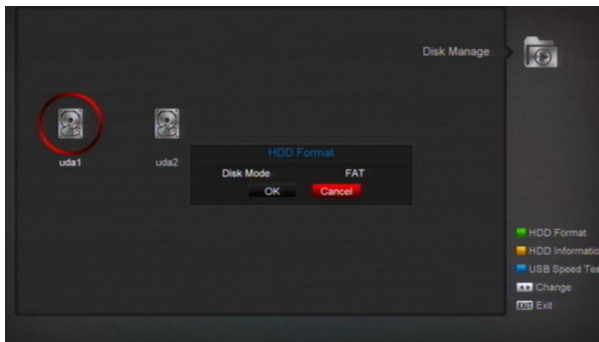 Disk Manage
uda1
uda2
HDD Format
Disk Mode FAT
OK Cancel
HDD Format
HDD Informatio
USB Speed Tes
Change
EXIT Exit